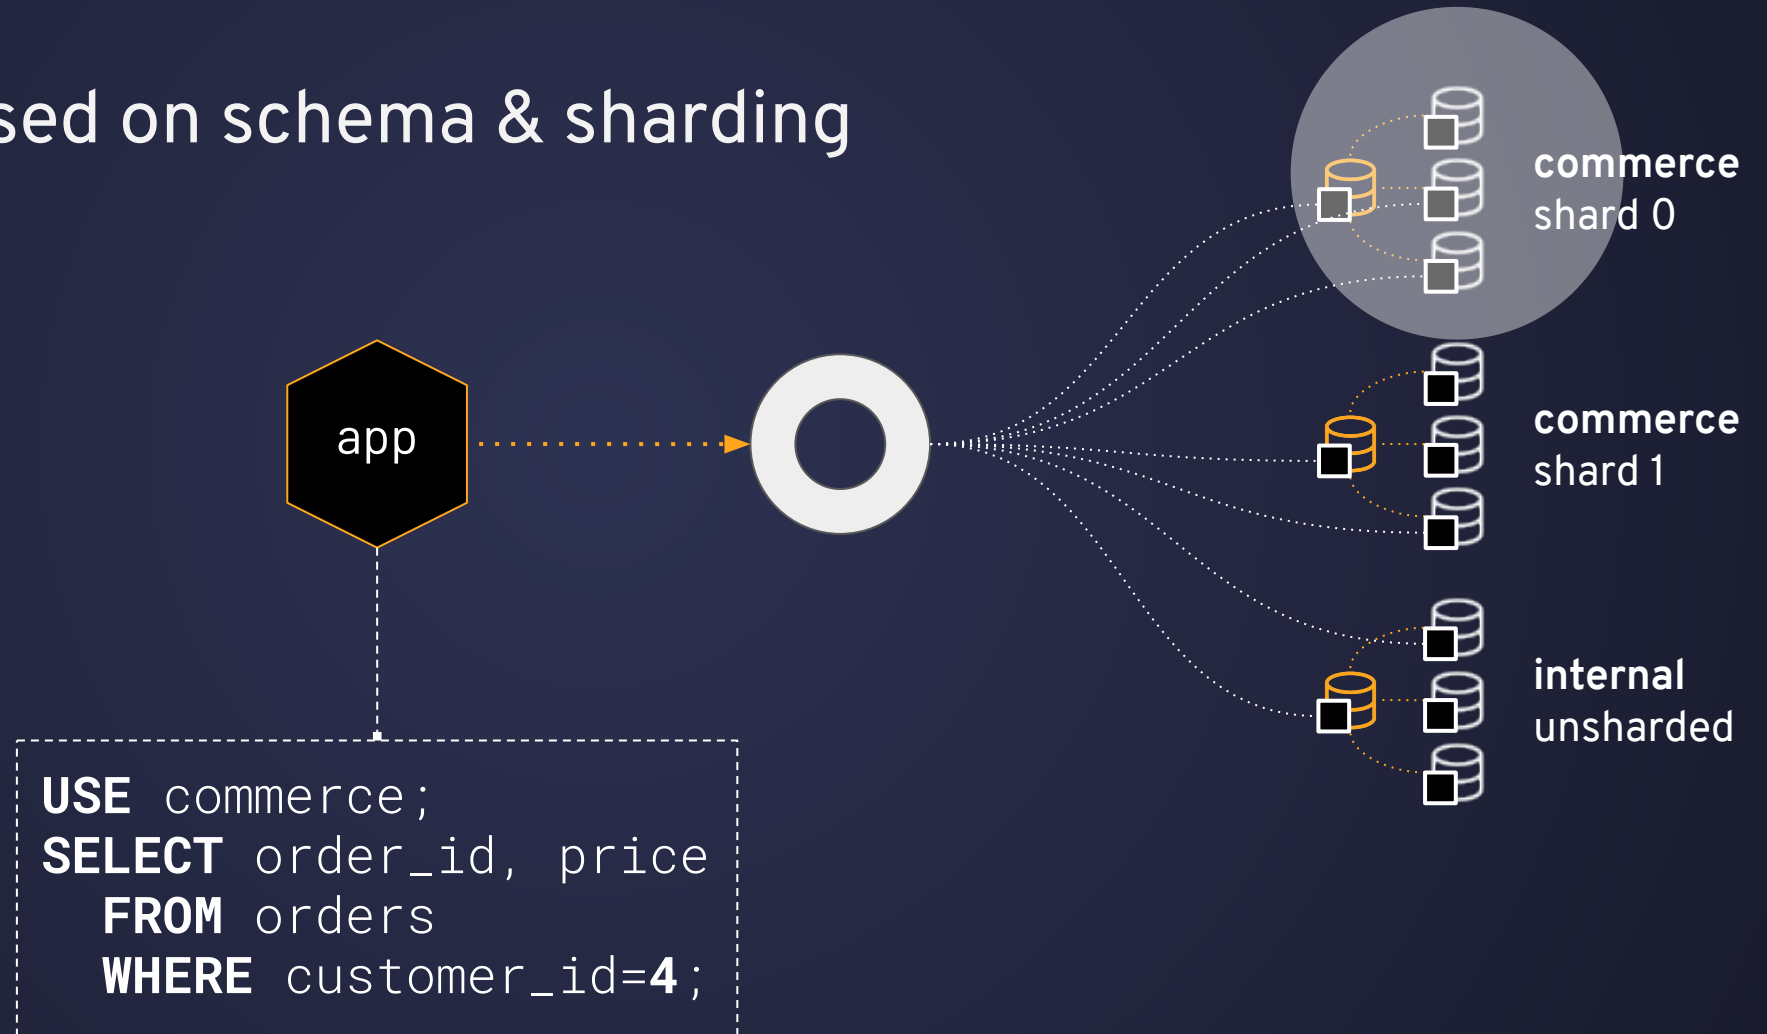 sed on schema & sharding
commerce
shard 0
app
commerce
shard 1
internal
unsharded
USE commerce;
SELECT order_id, price
FROM orders
WHERE customer_id=4;